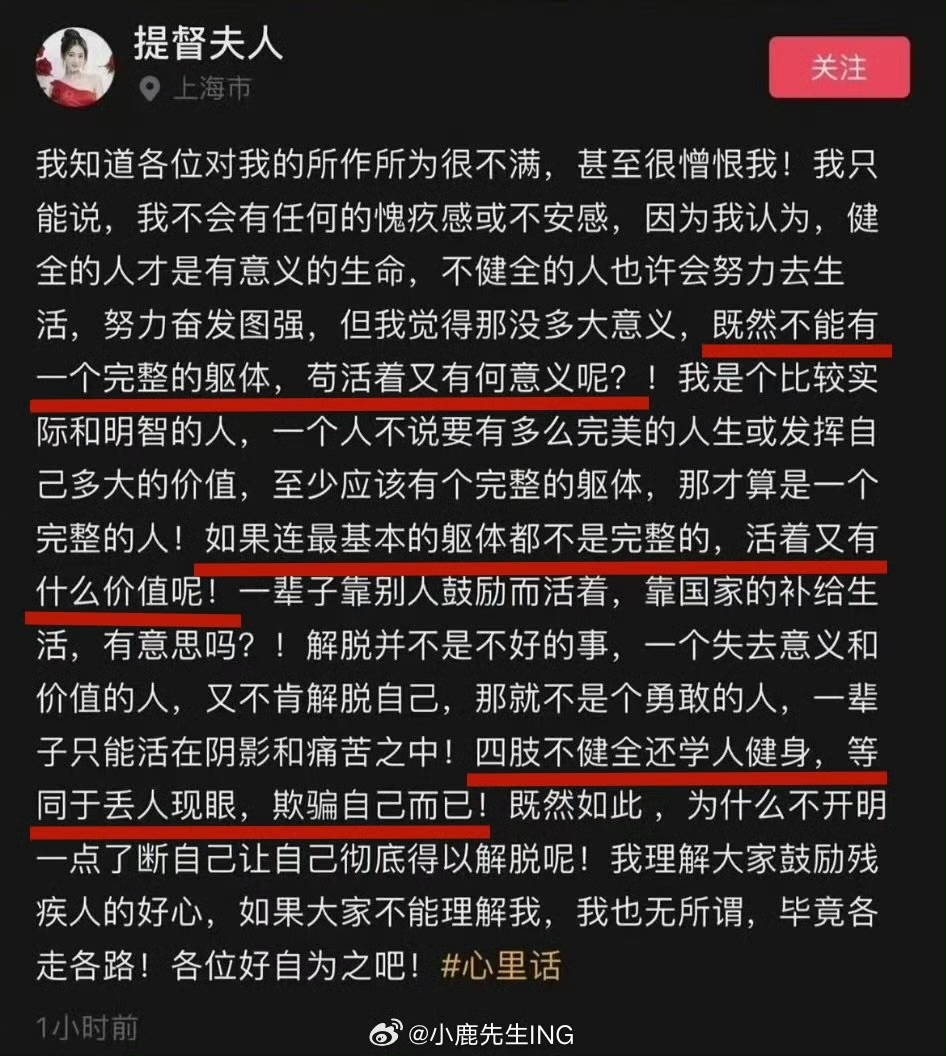 提督夫人
上海市
关注
我知道各位对我的所作所为很不满，甚至很憎恨我！我只
能说，我不会有任何的愧疚感或不安感，因为我认为，健
全的人才是有意义的生命，不健全的人也许会努力去生
活，努力奋发图强，但我觉得那没多大意义，既然不能有
一个完整的躯体，苟活着又有何意义呢？！我是个比较实
际和明智的人，一个人不说要有多么完美的人生或发挥自
己多大的价值，至少应该有个完整的躯体，那才算是一个
完整的人！如果连最基本的躯体都不是完整的，活着又有
什么价值呢！一辈子靠别人鼓励而活着，靠国家的补给生
活，有意思吗？！解脱并不是不好的事，一个失去意义和
价值的人，又不肯解脱自己，那就不是个勇敢的人，一辈
子只能活在阴影和痛苦之中！四肢不健全还学人健身，等
同于丢人现眼，欺骗自己而已！既然如此，为什么不开明
一点了断自己让自己彻底得以解脱呢！我理解大家鼓励残
疾人的好心，如果大家不能理解我，我也无所谓，毕竟各
走各路！各位好自为之吧！#心里话
1小时前
@小鹿先生ING